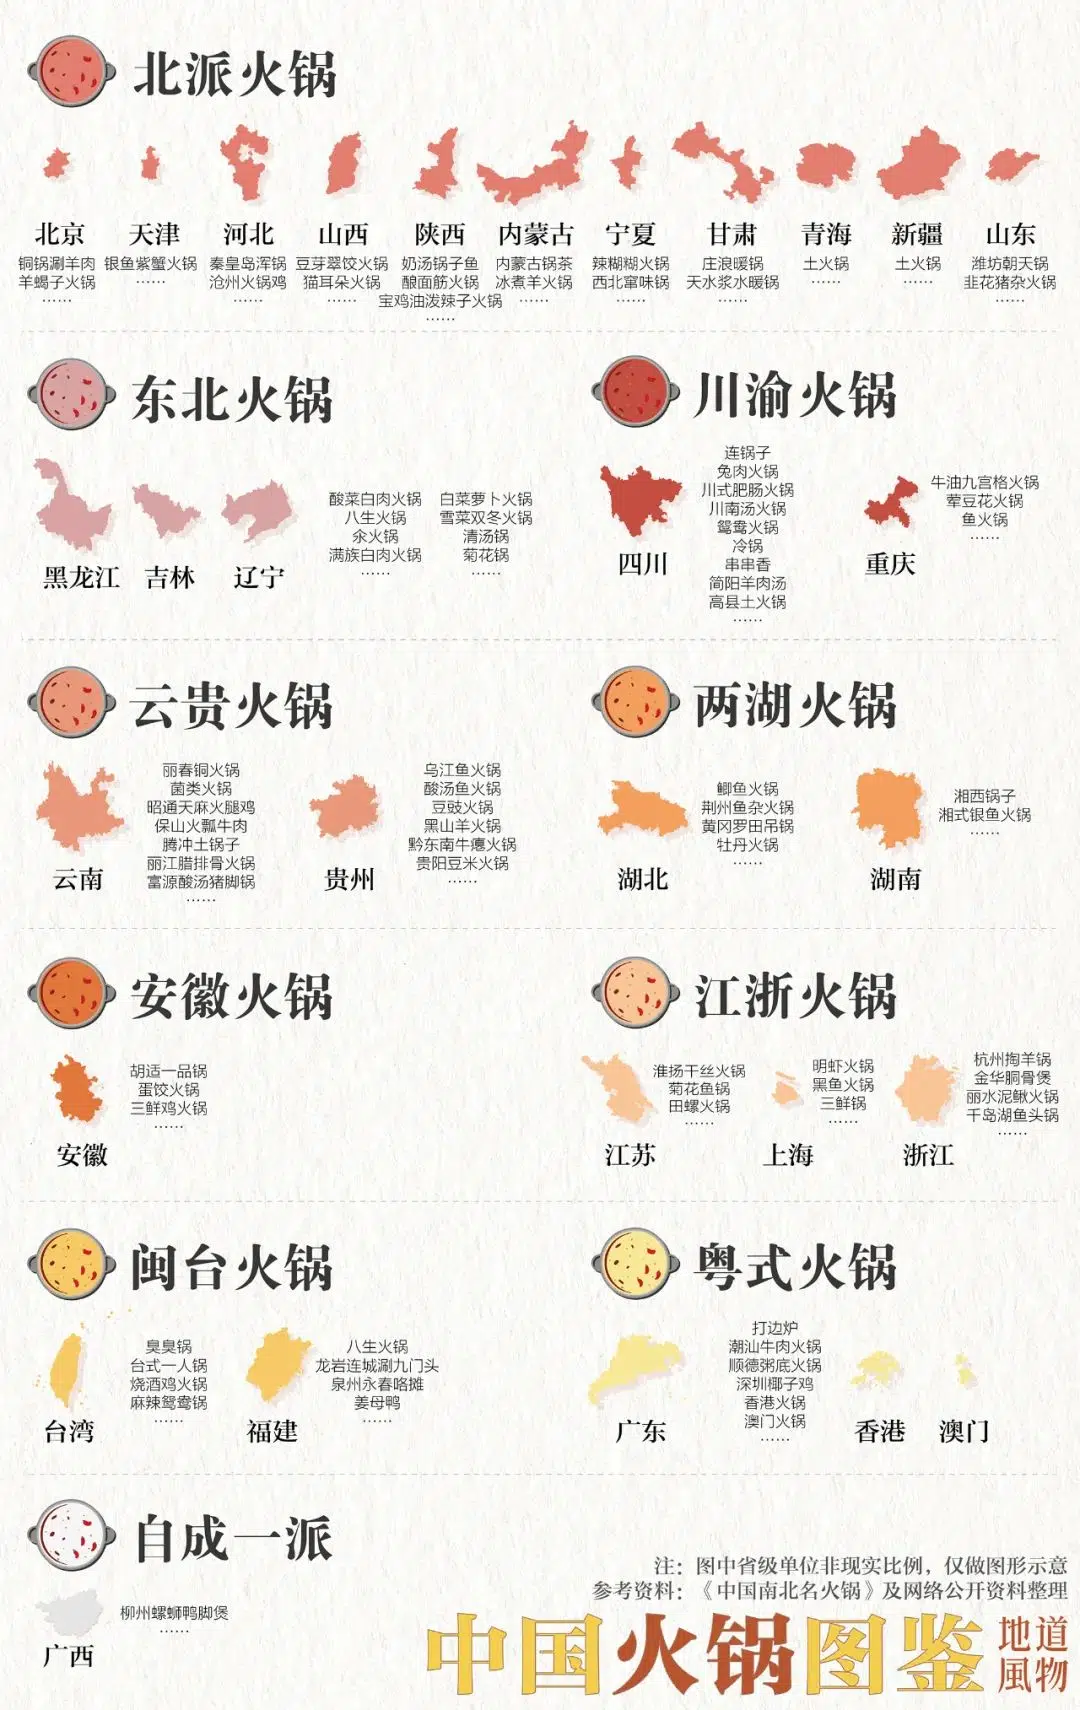 北派火锅
北京
铜锅涮羊肉
羊蝎子火锅
……
天津
银鱼紫蟹火锅
……
河北
秦皇岛浑锅
沧州火锅鸡
……
山西
豆芽翠饺火锅
猫耳朵火锅
……
陕西
奶汤锅子鱼
酿面筋火锅
宝鸡油泼辣子火锅
……
内蒙古
内蒙古锅茶
冰煮羊火锅
……
宁夏
辣糊糊火锅
西北窜味锅
……
甘肃
庄浪暖锅
天水浆水暖锅
……
青海
土火锅
……
新疆
土火锅
……
山东
潍坊朝天锅
韭花猪杂火锅
……
东北火锅
黑龙江
吉林
辽宁
酸菜白肉火锅
八生火锅
汆火锅
满族白肉火锅
……
白菜萝卜火锅
雪菜双冬火锅
清汤锅
菊花锅
……
川渝火锅
四川
连锅子
兔肉火锅
川式肥肠火锅
川南汤火锅
鸳鸯火锅
冷锅
串串香
简阳羊肉汤
高县土火锅
……
重庆
牛油九宫格火锅
荤豆花火锅
鱼火锅
……
云贵火锅
云南
丽春铜火锅
菌类火锅
昭通天麻火腿鸡
保山火瓢牛肉
腾冲土锅子
丽江腊排骨火锅
富源酸汤猪脚锅
……
贵州
乌江鱼火锅
酸汤鱼火锅
豆豉火锅
黑山羊火锅
黔东南牛瘪火锅
贵阳豆米火锅
……
两湖火锅
湖北
鲫鱼火锅
荆州鱼杂火锅
黄冈罗田吊锅
牡丹火锅
……
湖南
湘西锅子
湘式银鱼火锅
……
安徽火锅
安徽
胡适一品锅
蛋饺火锅
三鲜鸡火锅
……
江浙火锅
江苏
淮扬干丝火锅
菊花鱼锅
田螺火锅
……
上海
明虾火锅
黑鱼火锅
三鲜锅
……
浙江
杭州掏羊锅
金华胴骨煲
丽水泥鳅火锅
千岛湖鱼头锅
……
闽台火锅
台湾
臭臭锅
台式一人锅
烧酒鸡火锅
麻辣鸳鸯锅
……
福建
八生火锅
龙岩连城涮九门头
泉州永春咯摊
姜母鸭
……
粤式火锅
广东
打边炉
潮汕牛肉火锅
顺德粥底火锅
深圳椰子鸡
香港火锅
澳门火锅
……
香港
澳门
自成一派
广西
柳州螺蛳鸭脚煲
……
注：图中省级单位非现实比例，仅做图形示意
参考资料：《中国南北名火锅》及网络公开资料整理
中国火锅图鉴
地道
風物